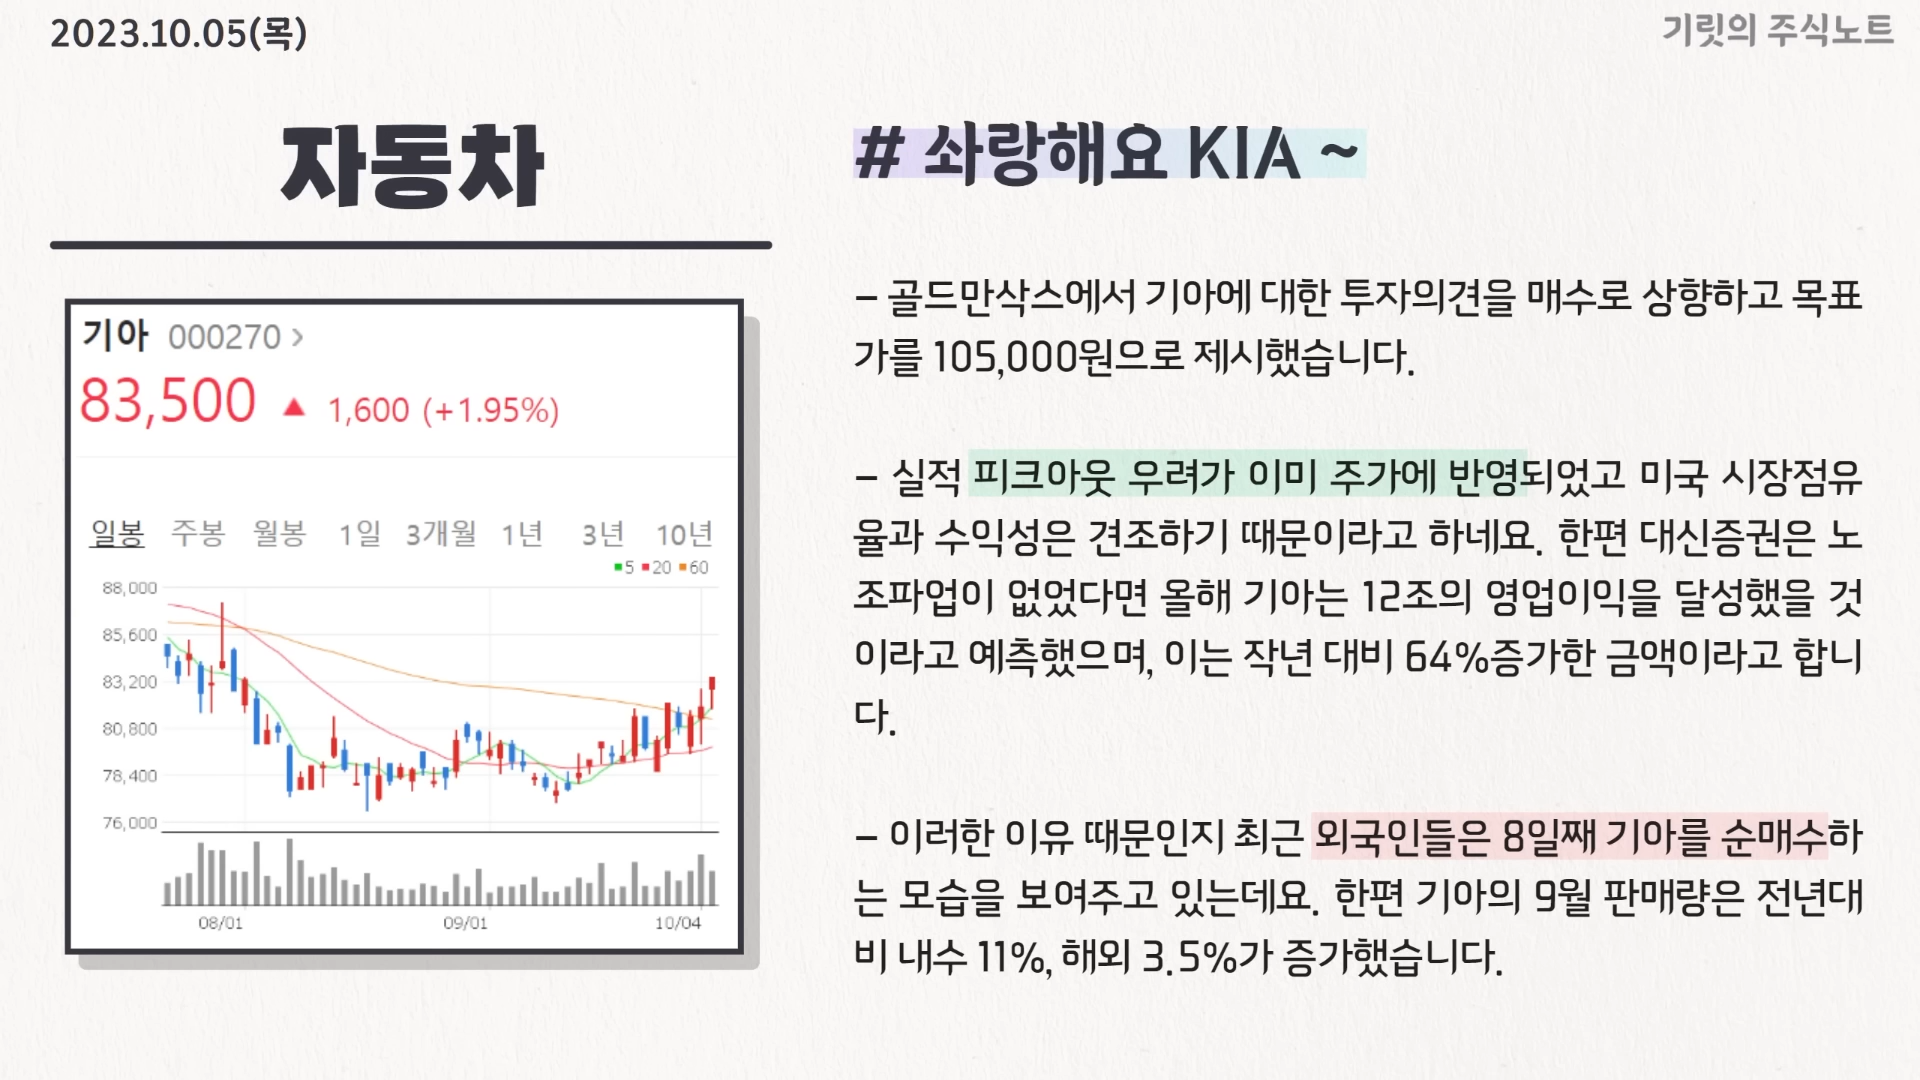 2023.10.05(목)
기릿의 주식노트
자동차
# 솨랑해요 KIA ~
기아 000270 >
83,500 ▲ 1,600 (+1.95%)
일봉 주봉 월봉 1일 3개월 1년 3년 10년
5 20 60
88,000
85,600
83,200
80,800
78,400
76,000
08/01 09/01 10/04
– 골드만삭스에서 기아에 대한 투자의견을 매수로 상향하고 목표
가를 105,000원으로 제시했습니다.
– 실적 피크아웃 우려가 이미 주가에 반영되었고 미국 시장점유
율과 수익성은 견조하기 때문이라고 하네요. 한편 대신증권은 노
조파업이 없었다면 올해 기아는 12조의 영업이익을 달성했을 것
이라고 예측했으며, 이는 작년 대비 64%증가한 금액이라고 합니
다.
– 이러한 이유 때문인지 최근 외국인들은 8일째 기아를 순매수하
는 모습을 보여주고 있는데요. 한편 기아의 9월 판매량은 전년대
비 내수 11%, 해외 3.5%가 증가했습니다.